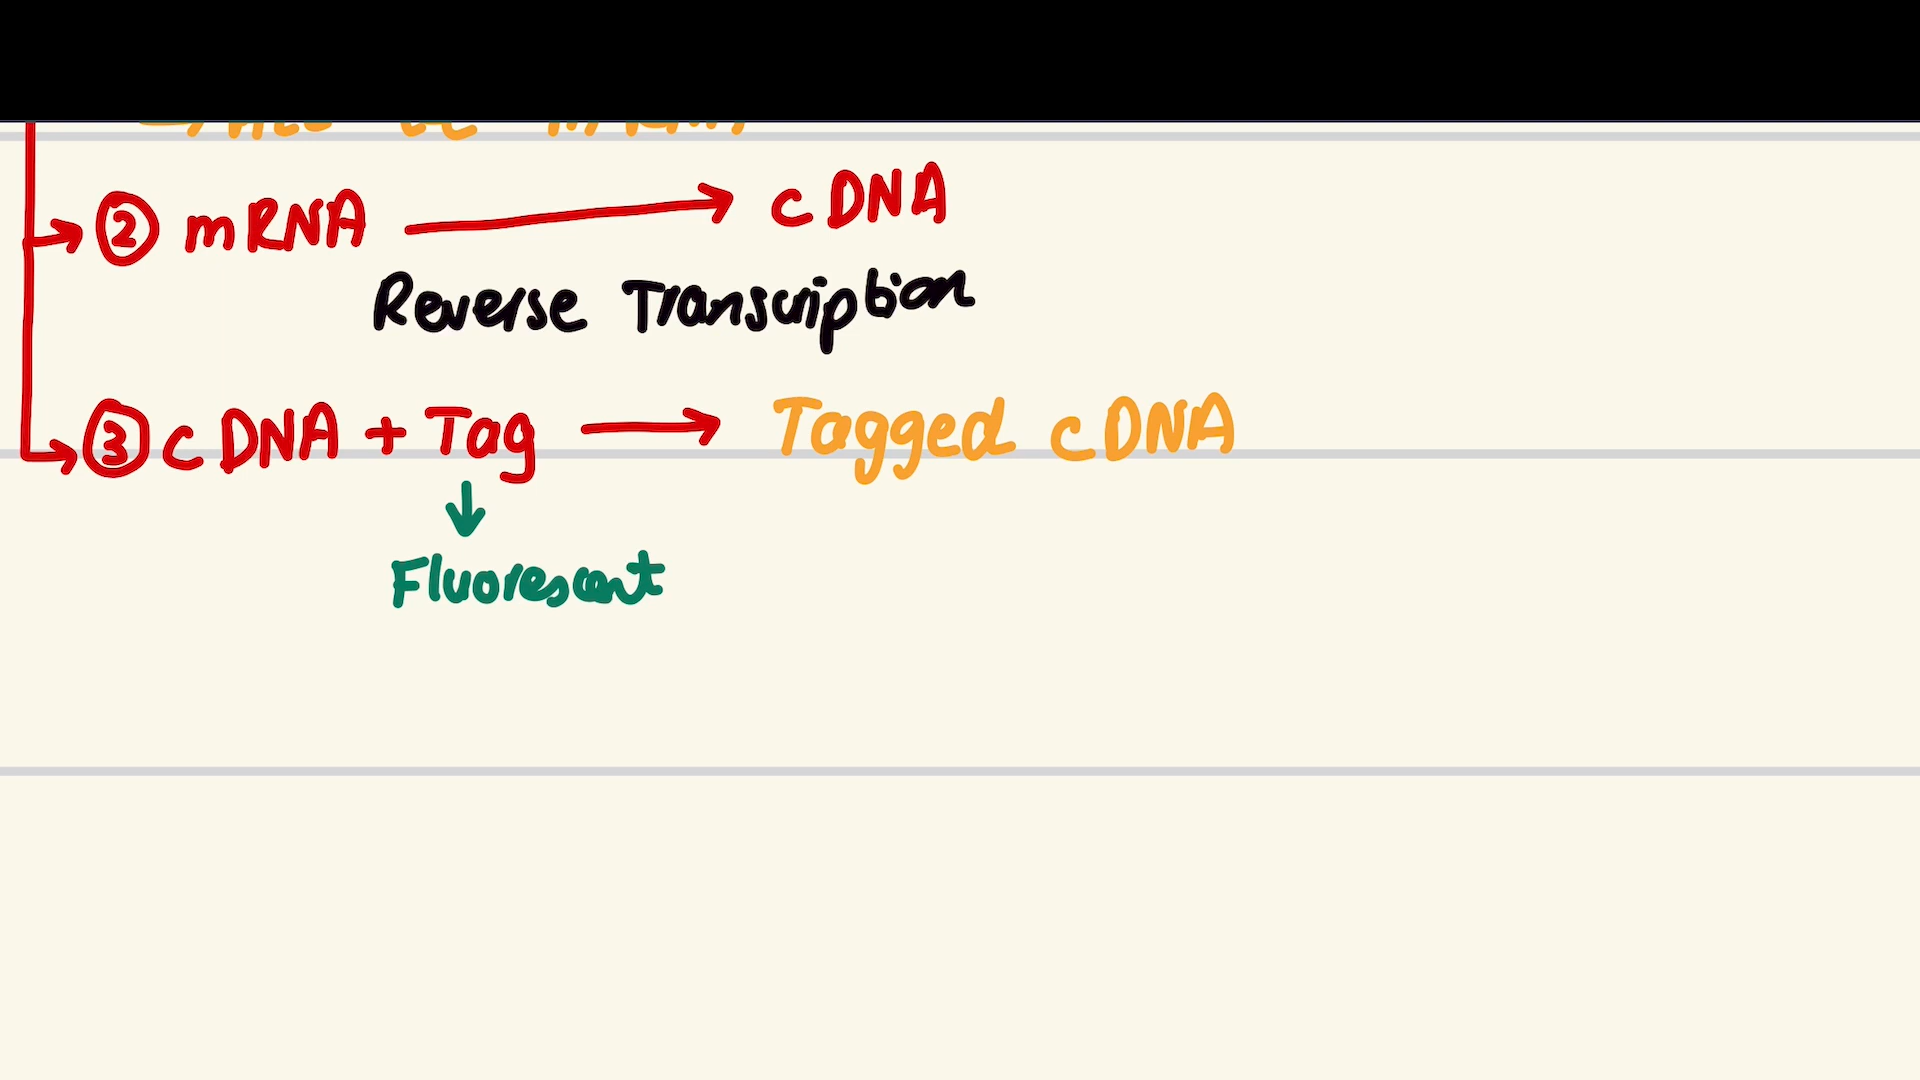 ② mRNA → cDNA
Reverse Transcription
③ cDNA + Tag → Tagged cDNA
↓
Fluorescent